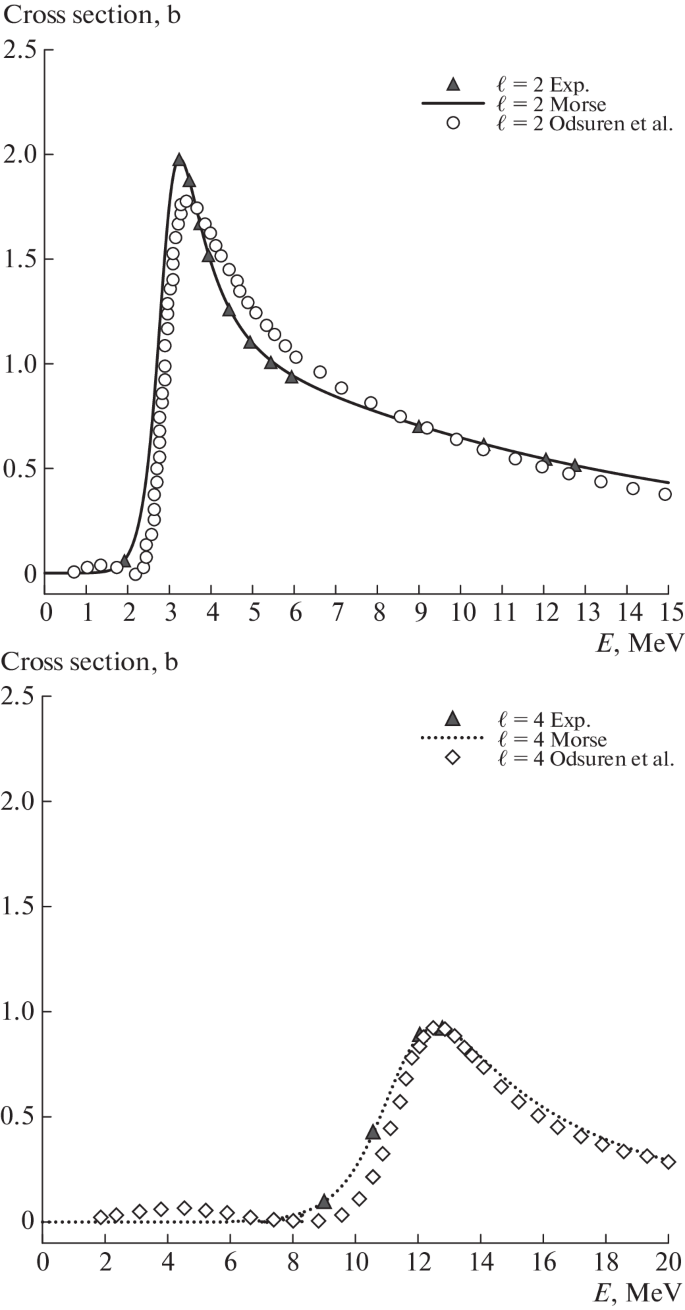 Cross section, b
2.5
ℓ = 2 Exp.
ℓ = 2 Morse
ℓ = 2 Odsuren et al.
2.0
1.5
1.0
0.5
0
0 1 2 3 4 5 6 7 8 9 10 11 12 13 14 15
E, MeV
Cross section, b
2.5
ℓ = 4 Exp.
ℓ = 4 Morse
ℓ = 4 Odsuren et al.
2.0
1.5
1.0
0.5
0
0 2 4 6 8 10 12 14 16 18 20
E, MeV